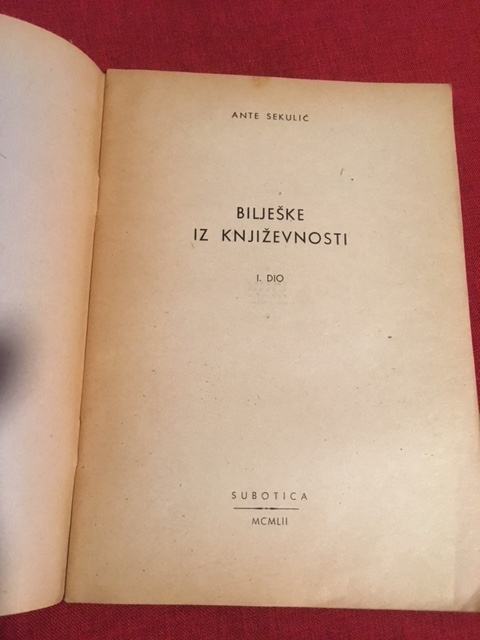 ANTE SEKULIĆ
BILJEŠKE
IZ KNJIŽEVNOSTI
I. DIO
SUBOTICA
MCMLII